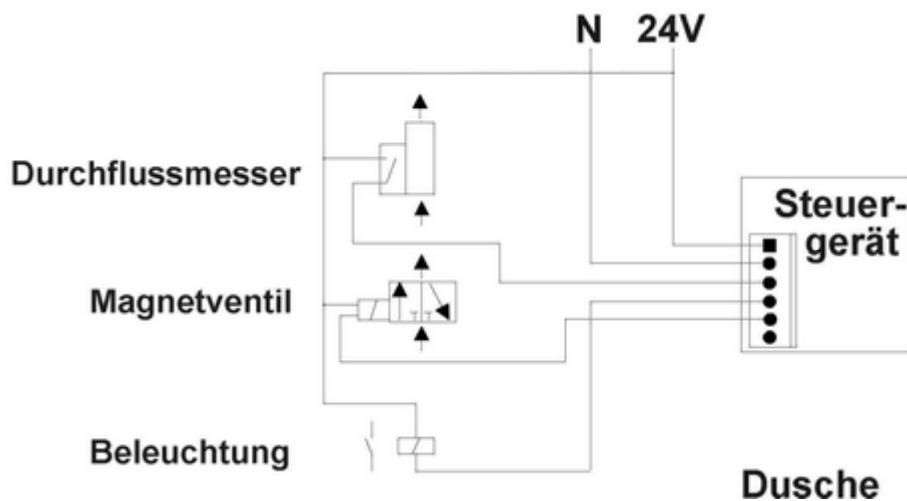 N 24V
Durchflussmesser
Steuer-
gerät
Magnetventil
Beleuchtung
Dusche